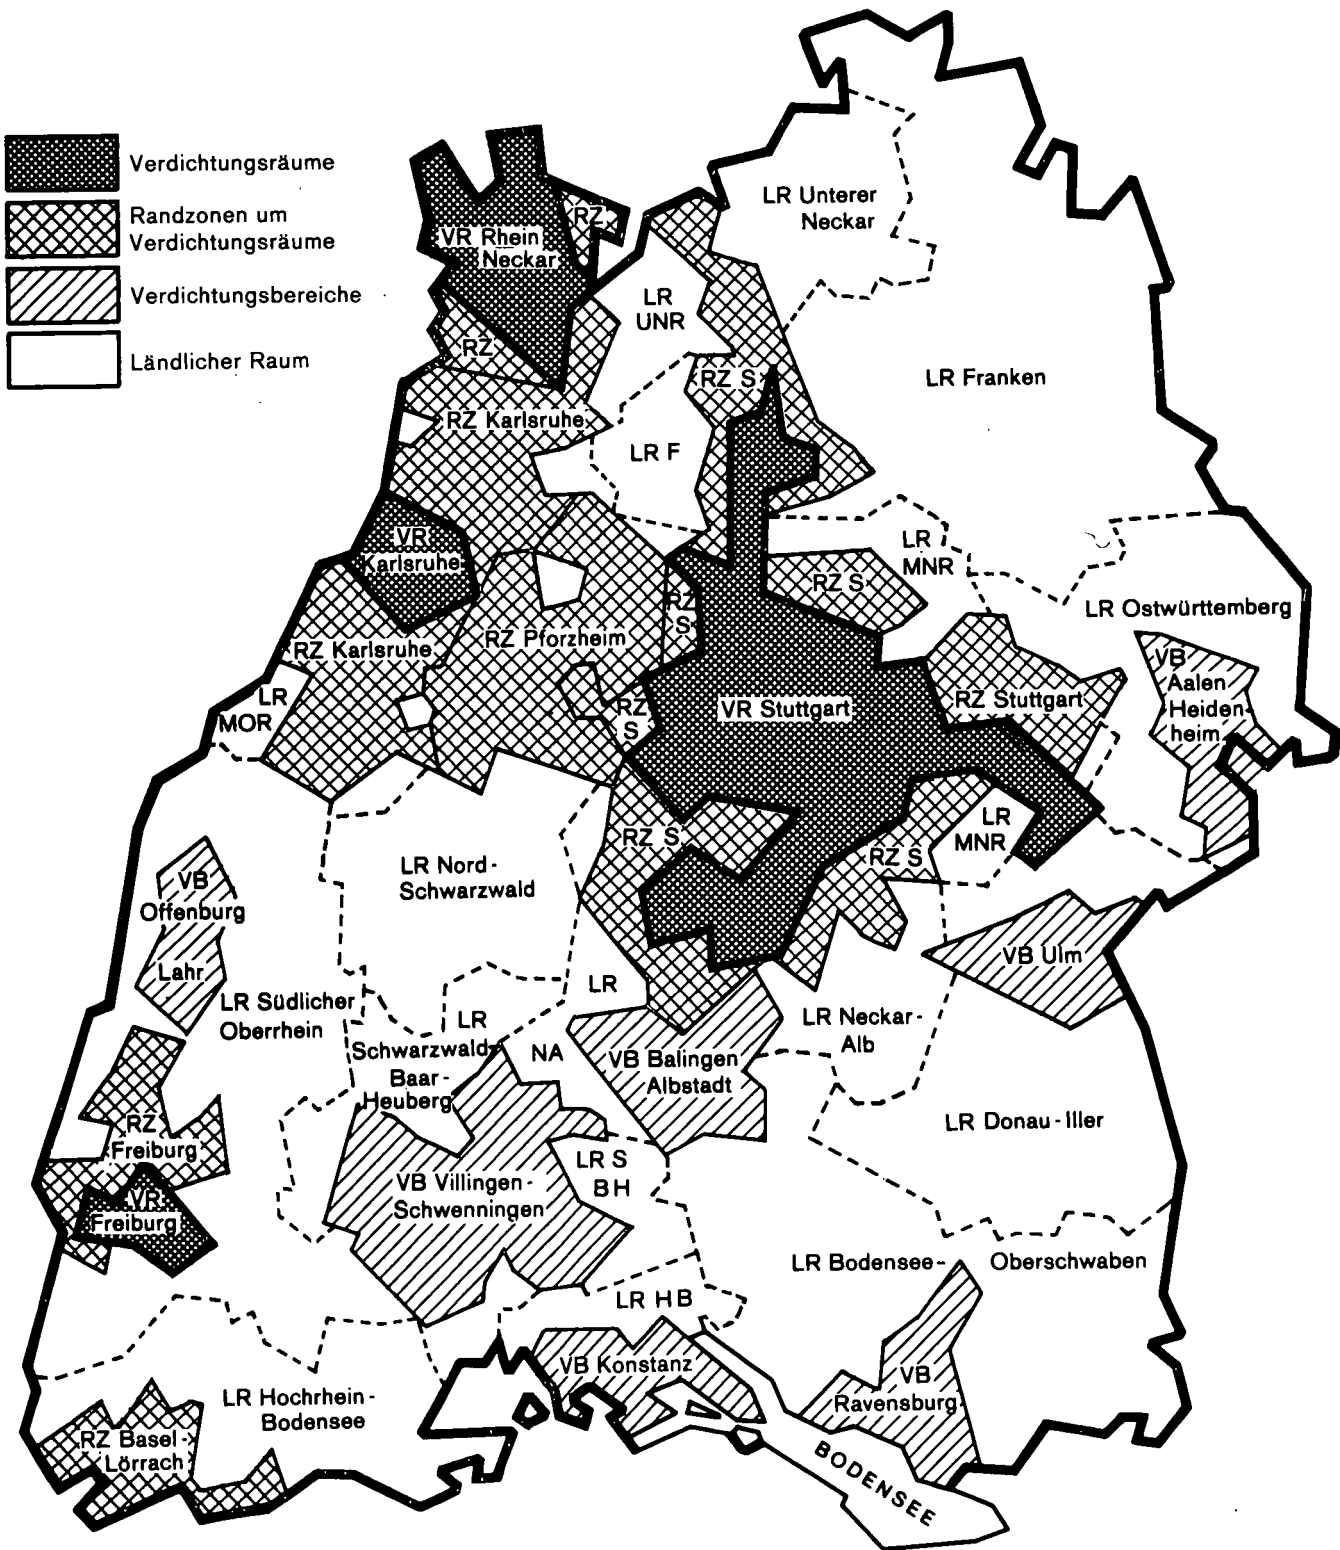 Verdichtungsräume
Randzonen um
Verdichtungsräume
Verdichtungsbereiche
Ländlicher Raum
LR Unterer
Neckar
RZ
VR Rhein
Neckar
LR
UNR
RZ
RZ S
LR Franken
RZ Karlsruhe
LR F
VR
Karlsruhe
LR
MNR
RZ S
RZ
S
LR Ostwürttemberg
RZ Pforzheim
RZ Karlsruhe
VB
Aalen
Heiden-
heim
LR
MOR
RZ
S
VR Stuttgart
RZ Stuttgart
RZ S
LR
MNR
RZ S
LR Nord-
Schwarzwald
VB
Offenburg
Lahr
VB Ulm
LR
LR Südlicher
Oberrhein
LR
Schwarzwald-
Baar-
Heuberg
NA
LR Neckar-
Alb
VB Balingen
Albstadt
LR Donau-Iller
RZ
Freiburg
LR S
BH
VB Villingen-
Schwenningen
VR
Freiburg
LR Bodensee- Oberschwaben
LR HB
VB Konstanz
VB
Ravensburg
LR Hochrhein-
Bodensee
RZ Basel-
Lörrach
BODENSEE